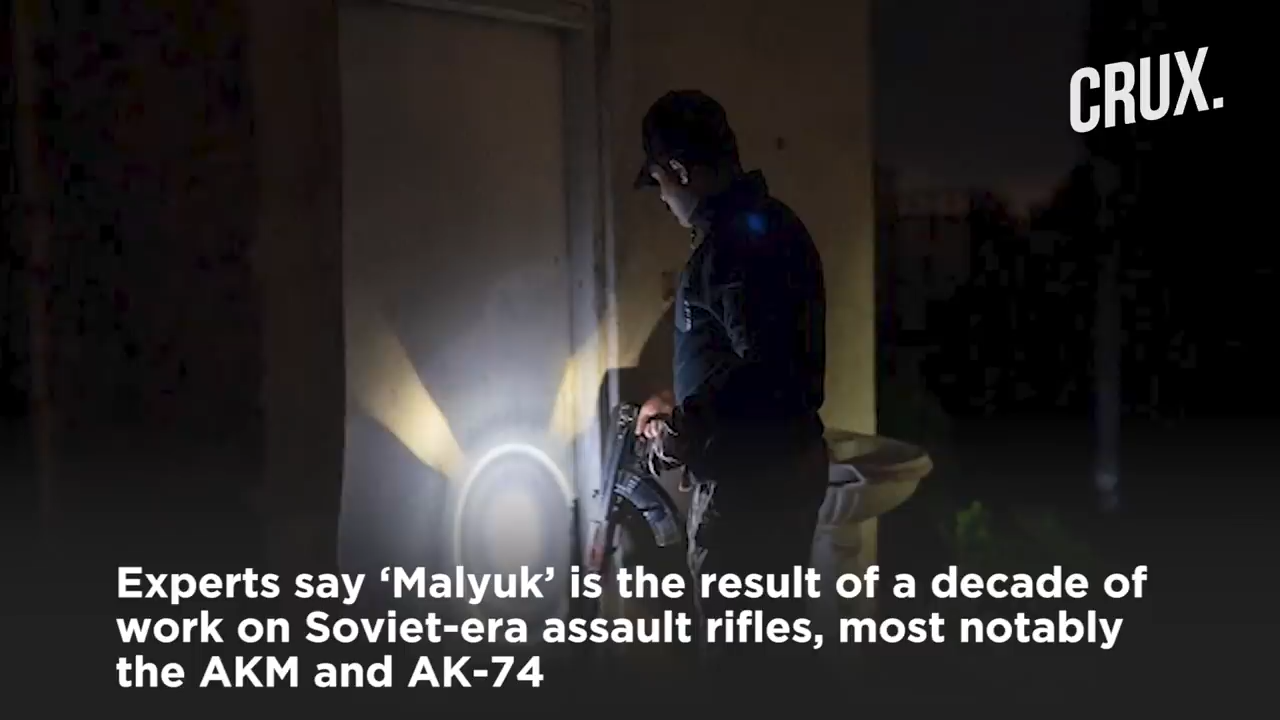 CRUX.
Experts say ‘Malyuk’ is the result of a decade of
work on Soviet-era assault rifles, most notably
the AKM and AK-74